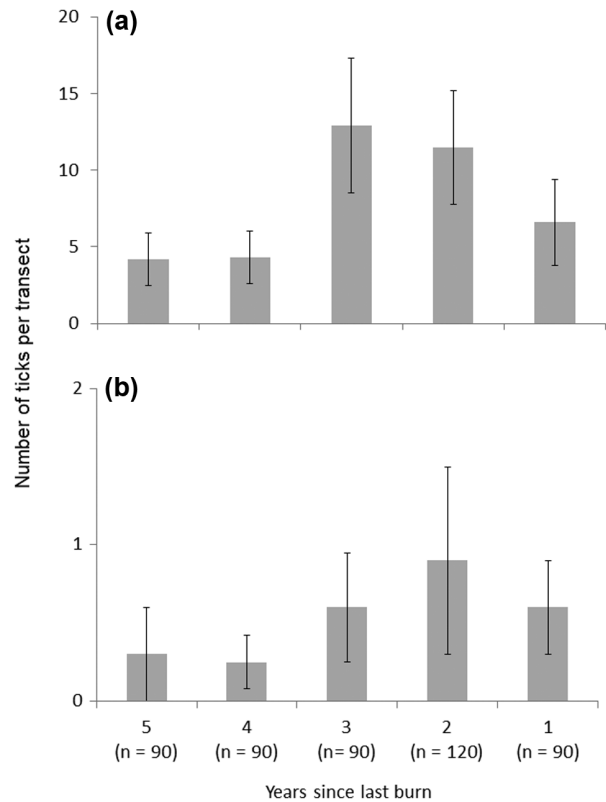 (a)
20
15
10
5
0
Number of ticks per transect
(b)
2
1
0
5 4 3 2 1
(n = 90) (n = 90) (n= 90) (n = 120) (n = 90)
Years since last burn